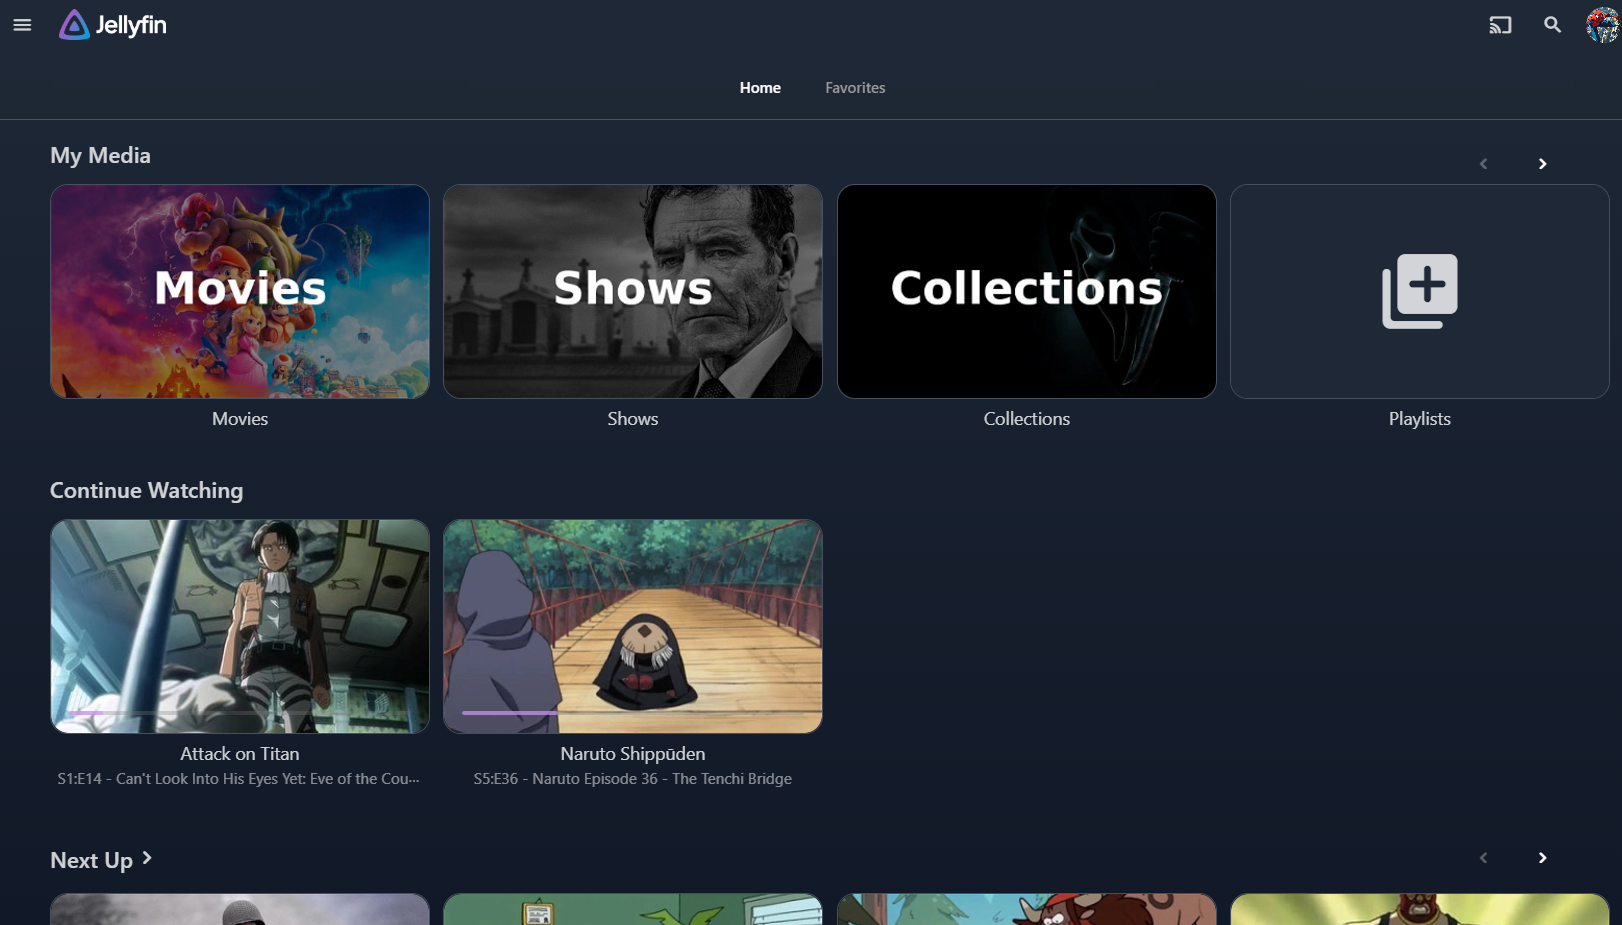 Jellyfin
Home
Favorites
My Media
Movies
Shows
Collections
Movies
Shows
Collections
Playlists
Continue Watching
Attack on Titan
S1:E14 - Can't Look Into His Eyes Yet: Eve of the Cou...
Naruto Shippūden
S5:E36 - Naruto Episode 36 - The Tenchi Bridge
Next Up